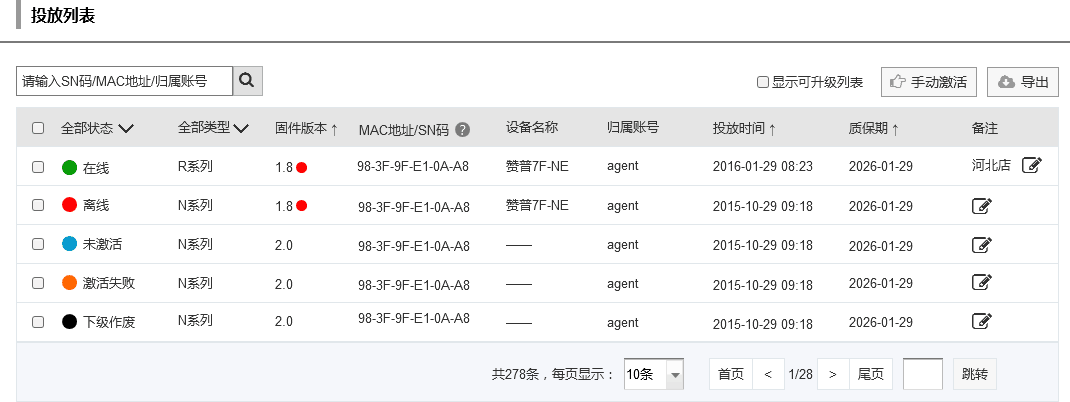 投放列表
请输入SN码/MAC地址/归属账号 显示可升级列表 手动激活 导出
全部状态 全部类型 固件版本↑ MAC地址/SN码 ? 设备名称 归属账号 投放时间↑ 质保期↑ 备注
在线 R系列 1.8 98-3F-9F-E1-0A-A8 赞普7F-NE agent 2016-01-29 08:23 2026-01-29 河北店
离线 N系列 1.8 98-3F-9F-E1-0A-A8 赞普7F-NE agent 2015-10-29 09:18 2026-01-29
未激活 N系列 2.0 98-3F-9F-E1-0A-A8 —— agent 2015-10-29 09:18 2026-01-29
激活失败 N系列 2.0 98-3F-9F-E1-0A-A8 —— agent 2015-10-29 09:18 2026-01-29
下级作废 N系列 2.0 98-3F-9F-E1-0A-A8 —— agent 2015-10-29 09:18 2026-01-29
共278条，每页显示： 10条 首页 < 1/28 > 尾页 跳转